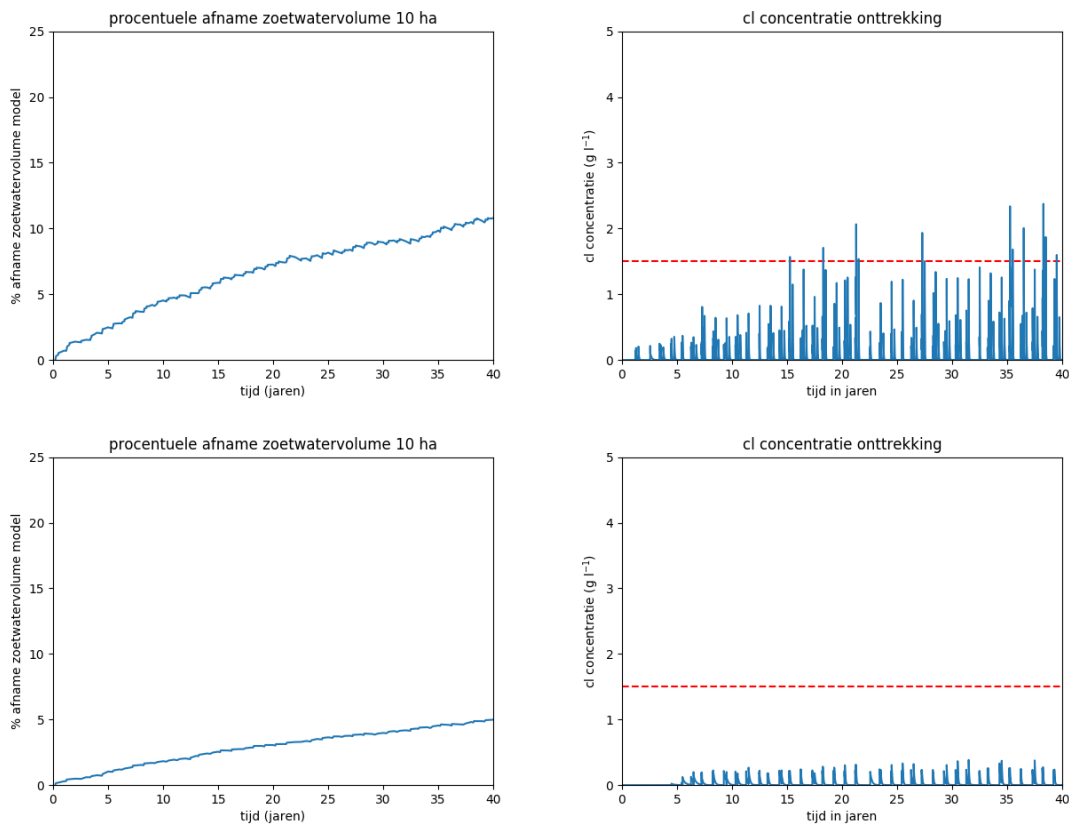 procentuele afname zoetwatervolume 10 ha
% afname zoetwatervolume model
25
20
15
10
5
0
0 5 10 15 20 25 30 35 40
tijd (jaren)
cl concentratie onttrekking
cl concentratie (g l⁻¹)
5
4
3
2
1
0
0 5 10 15 20 25 30 35 40
tijd in jaren
procentuele afname zoetwatervolume 10 ha
% afname zoetwatervolume model
25
20
15
10
5
0
0 5 10 15 20 25 30 35 40
tijd (jaren)
cl concentratie onttrekking
cl concentratie (g l⁻¹)
5
4
3
2
1
0
0 5 10 15 20 25 30 35 40
tijd in jaren